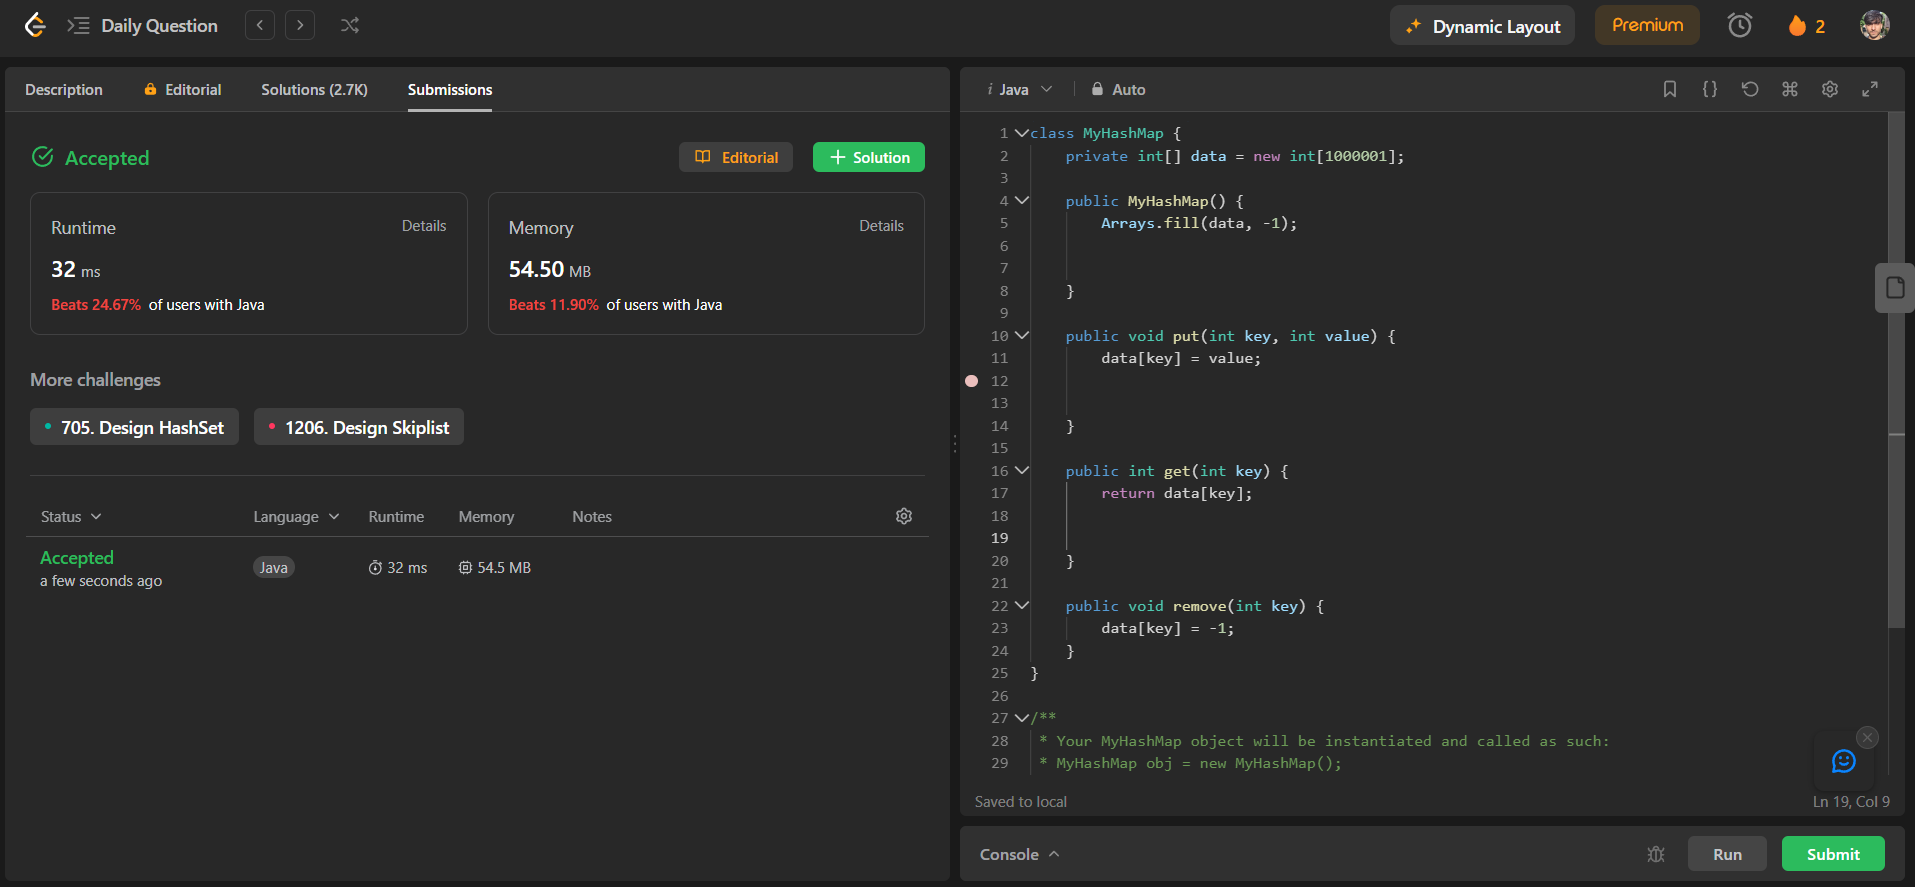 Daily Question
Dynamic Layout
Premium
2
Description
Editorial
Solutions (2.7K)
Submissions
Accepted
Editorial
+ Solution
Runtime
Details
32 ms
Beats 24.67% of users with Java
Memory
Details
54.50 MB
Beats 11.90% of users with Java
More challenges
705. Design HashSet
1206. Design Skiplist
Status
Language
Runtime
Memory
Notes
Accepted
a few seconds ago
Java
32 ms
54.5 MB
i Java
Auto
1 class MyHashMap {
2     private int[] data = new int[1000001];
3
4     public MyHashMap() {
5         Arrays.fill(data, -1);
6
7
8     }
9
10     public void put(int key, int value) {
11         data[key] = value;
12
13
14     }
15
16     public int get(int key) {
17         return data[key];
18
19
20     }
21
22     public void remove(int key) {
23         data[key] = -1;
24     }
25 }
26
27 /**
28  * Your MyHashMap object will be instantiated and called as such:
29  * MyHashMap obj = new MyHashMap();
Saved to local
Ln 19, Col 9
Console
Run
Submit